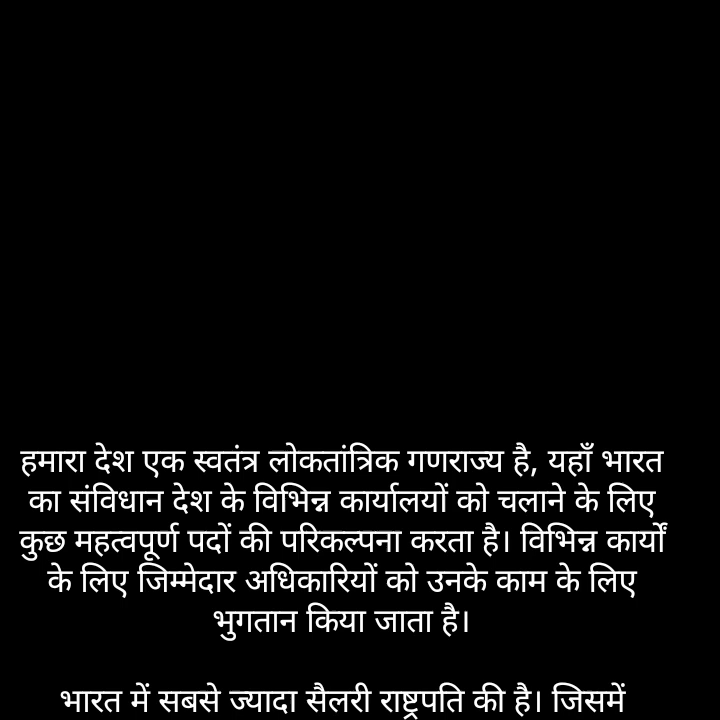 हमारा देश एक स्वतंत्र लोकतांत्रिक गणराज्य है, यहाँ भारत
का संविधान देश के विभिन्न कार्यालयों को चलाने के लिए
कुछ महत्वपूर्ण पदों की परिकल्पना करता है। विभिन्न कार्यों
के लिए जिम्मेदार अधिकारियों को उनके काम के लिए
भुगतान किया जाता है।
भारत में सबसे ज्यादा सैलरी राष्ट्रपति की है। जिसमें